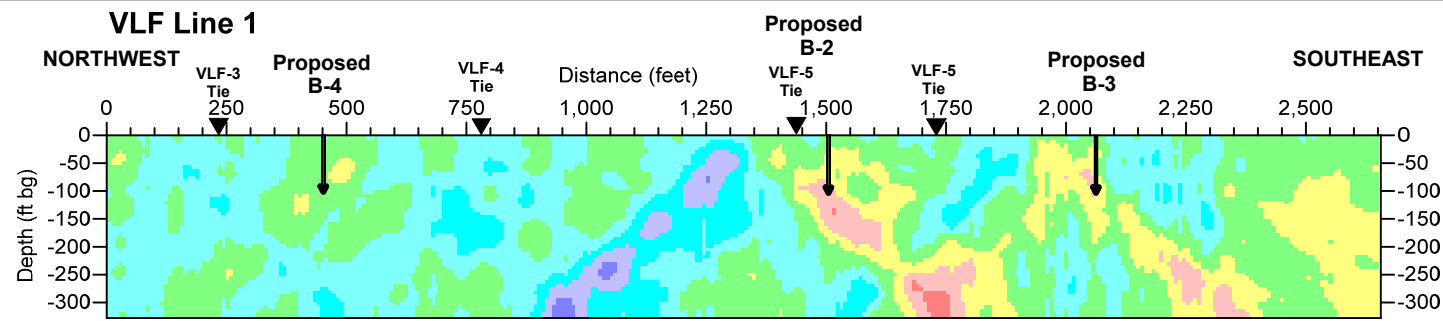 VLF Line 1
NORTHWEST
VLF-3
Tie
Proposed
B-4
VLF-4
Tie
Distance (feet)
Proposed
B-2
VLF-5
Tie
VLF-5
Tie
Proposed
B-3
SOUTHEAST
0 250 500 750 1,000 1,250 1,500 1,750 2,000 2,250 2,500
Depth (ft bg)
0 0
-50 -50
-100 -100
-150 -150
-200 -200
-250 -250
-300 -300